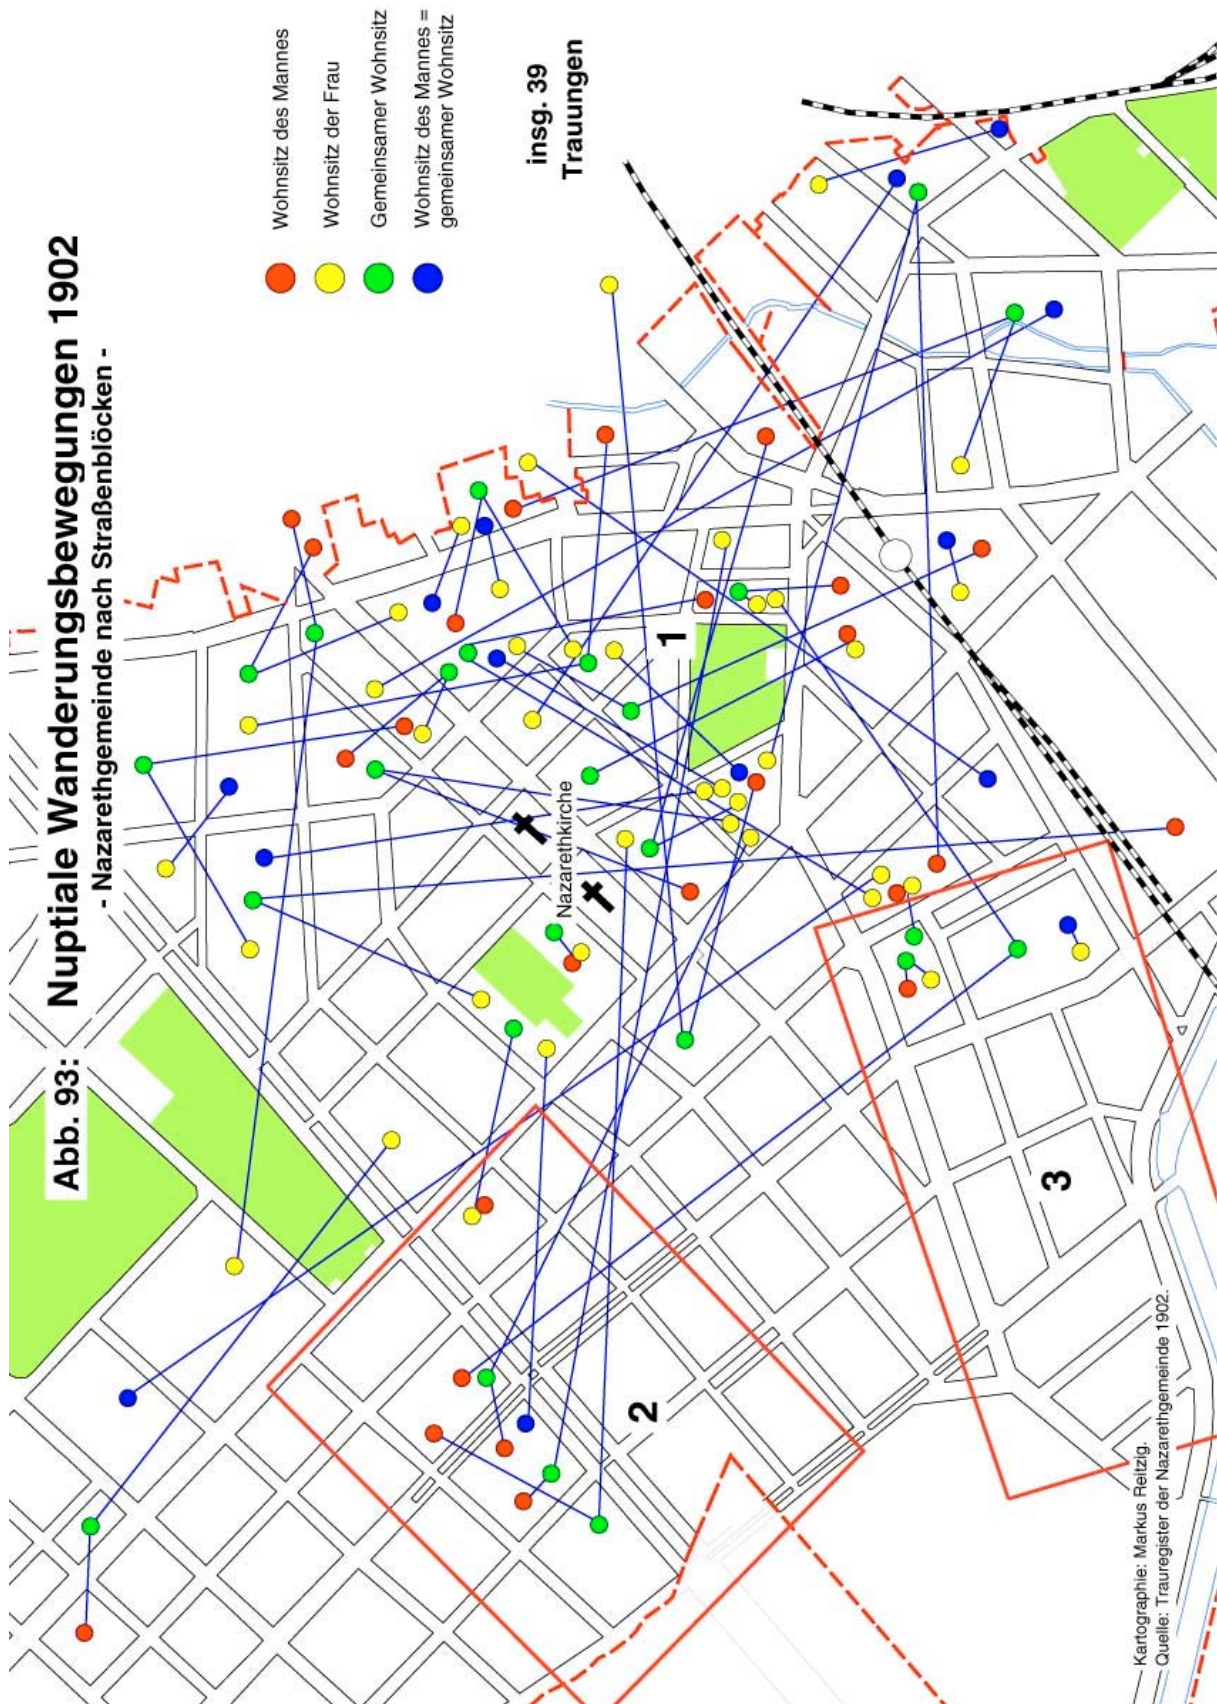 Abb. 93: Nuptiale Wanderungsbewegungen 1902
- Nazarethgemeinde nach Straßenblöcken -
Wohnsitz des Mannes
Wohnsitz der Frau
Gemeinsamer Wohnsitz
Wohnsitz des Mannes =
gemeinsamer Wohnsitz
insg. 39
Trauungen
Nazarethkirche
1
2
3
Kartographie: Markus Reitzig.
Quelle: Trauregister der Nazarethgemeinde 1902.